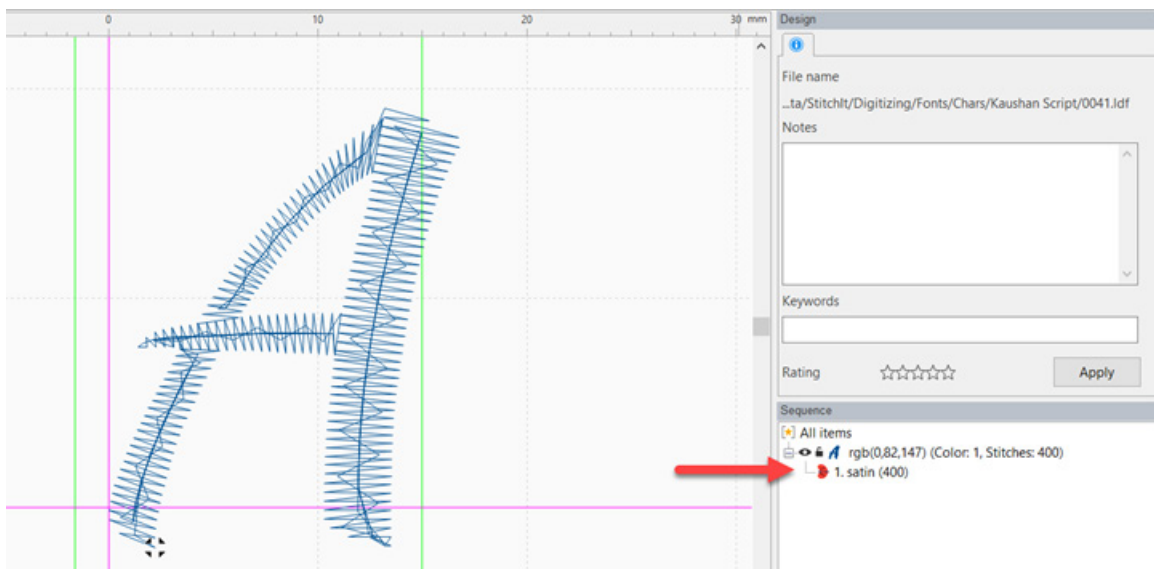 0 10 20 30 mm
Design
File name
...ta/StitchIt/Digitizing/Fonts/Chars/Kaushan Script/0041.ldf
Notes
Keywords
Rating
Apply
Sequence
All items
A rgb(0,82,147) (Color: 1, Stitches: 400)
1. satin (400)